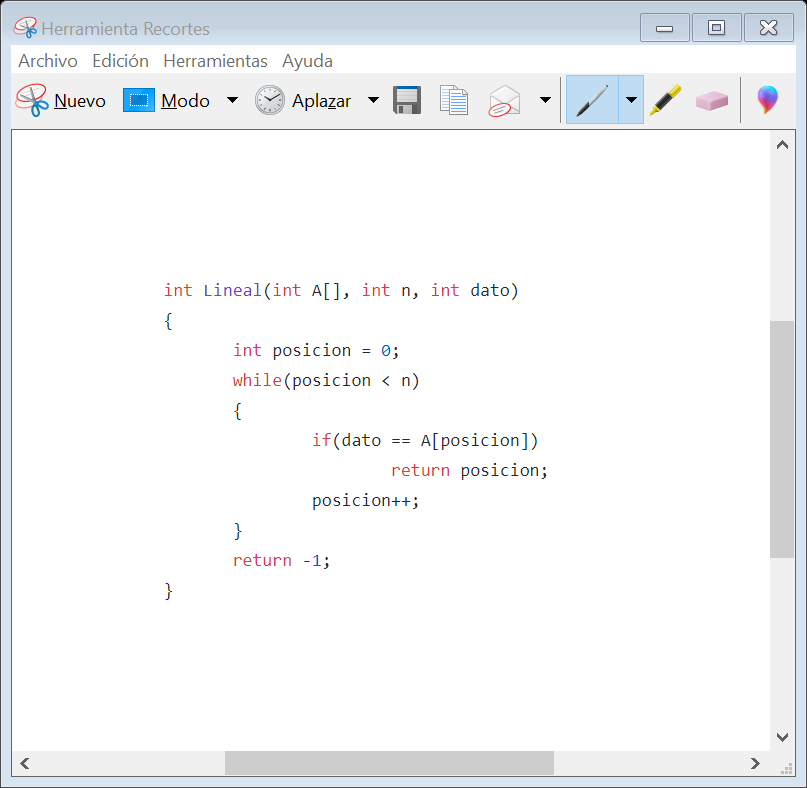 Herramienta Recortes
Archivo Edición Herramientas Ayuda
Nuevo Modo Aplazar
int Lineal(int A[], int n, int dato)
{
int posicion = 0;
while(posicion < n)
{
if(dato == A[posicion])
return posicion;
posicion++;
}
return -1;
}